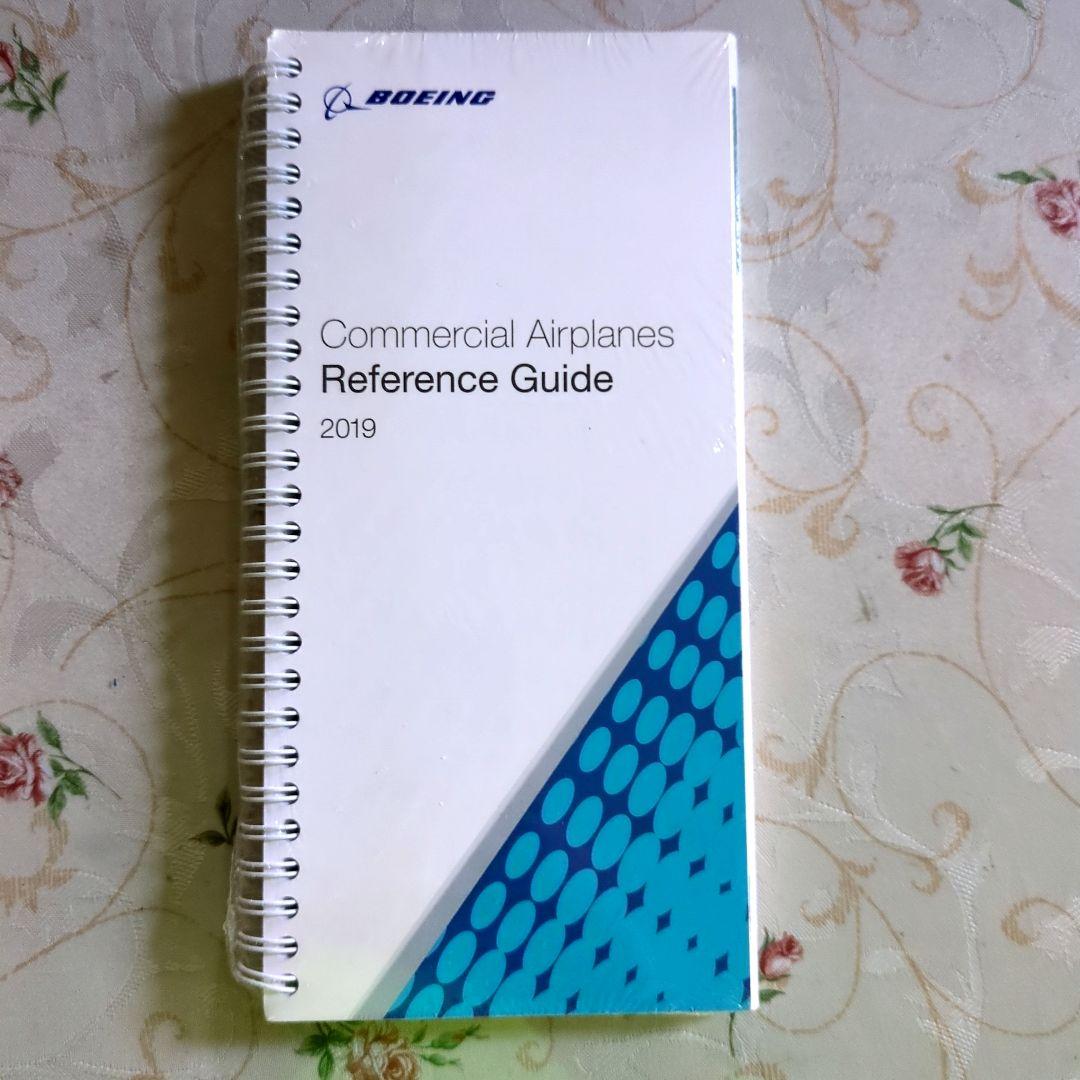 BOEING
Commercial Airplanes
Reference Guide
2019